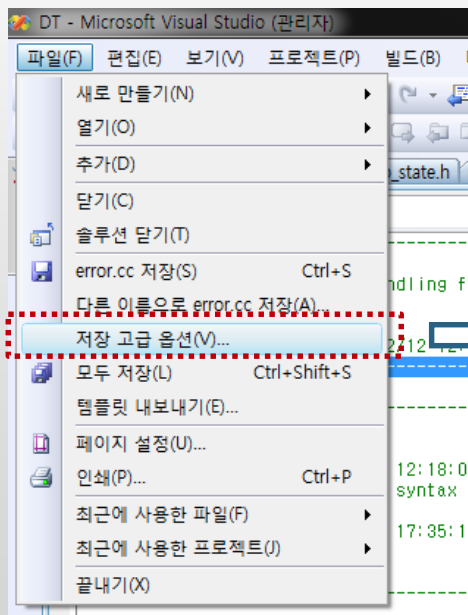 DT - Microsoft Visual Studio (관리자)
파일(F) 편집(E) 보기(V) 프로젝트(P) 빌드(B)
새로 만들기(N)
열기(O)
추가(D)
_state.h
닫기(C)
솔루션 닫기(T)
error.cc 저장(S) Ctrl+S
ndling f
다른 이름으로 error.cc 저장(A)...
저장 고급 옵션(V)...
모두 저장(L) Ctrl+Shift+S
템플릿 내보내기(E)...
페이지 설정(U)...
인쇄(P)... Ctrl+P
12:18:0
syntax
최근에 사용한 파일(F)
17:35:1
최근에 사용한 프로젝트(J)
끝내기(X)